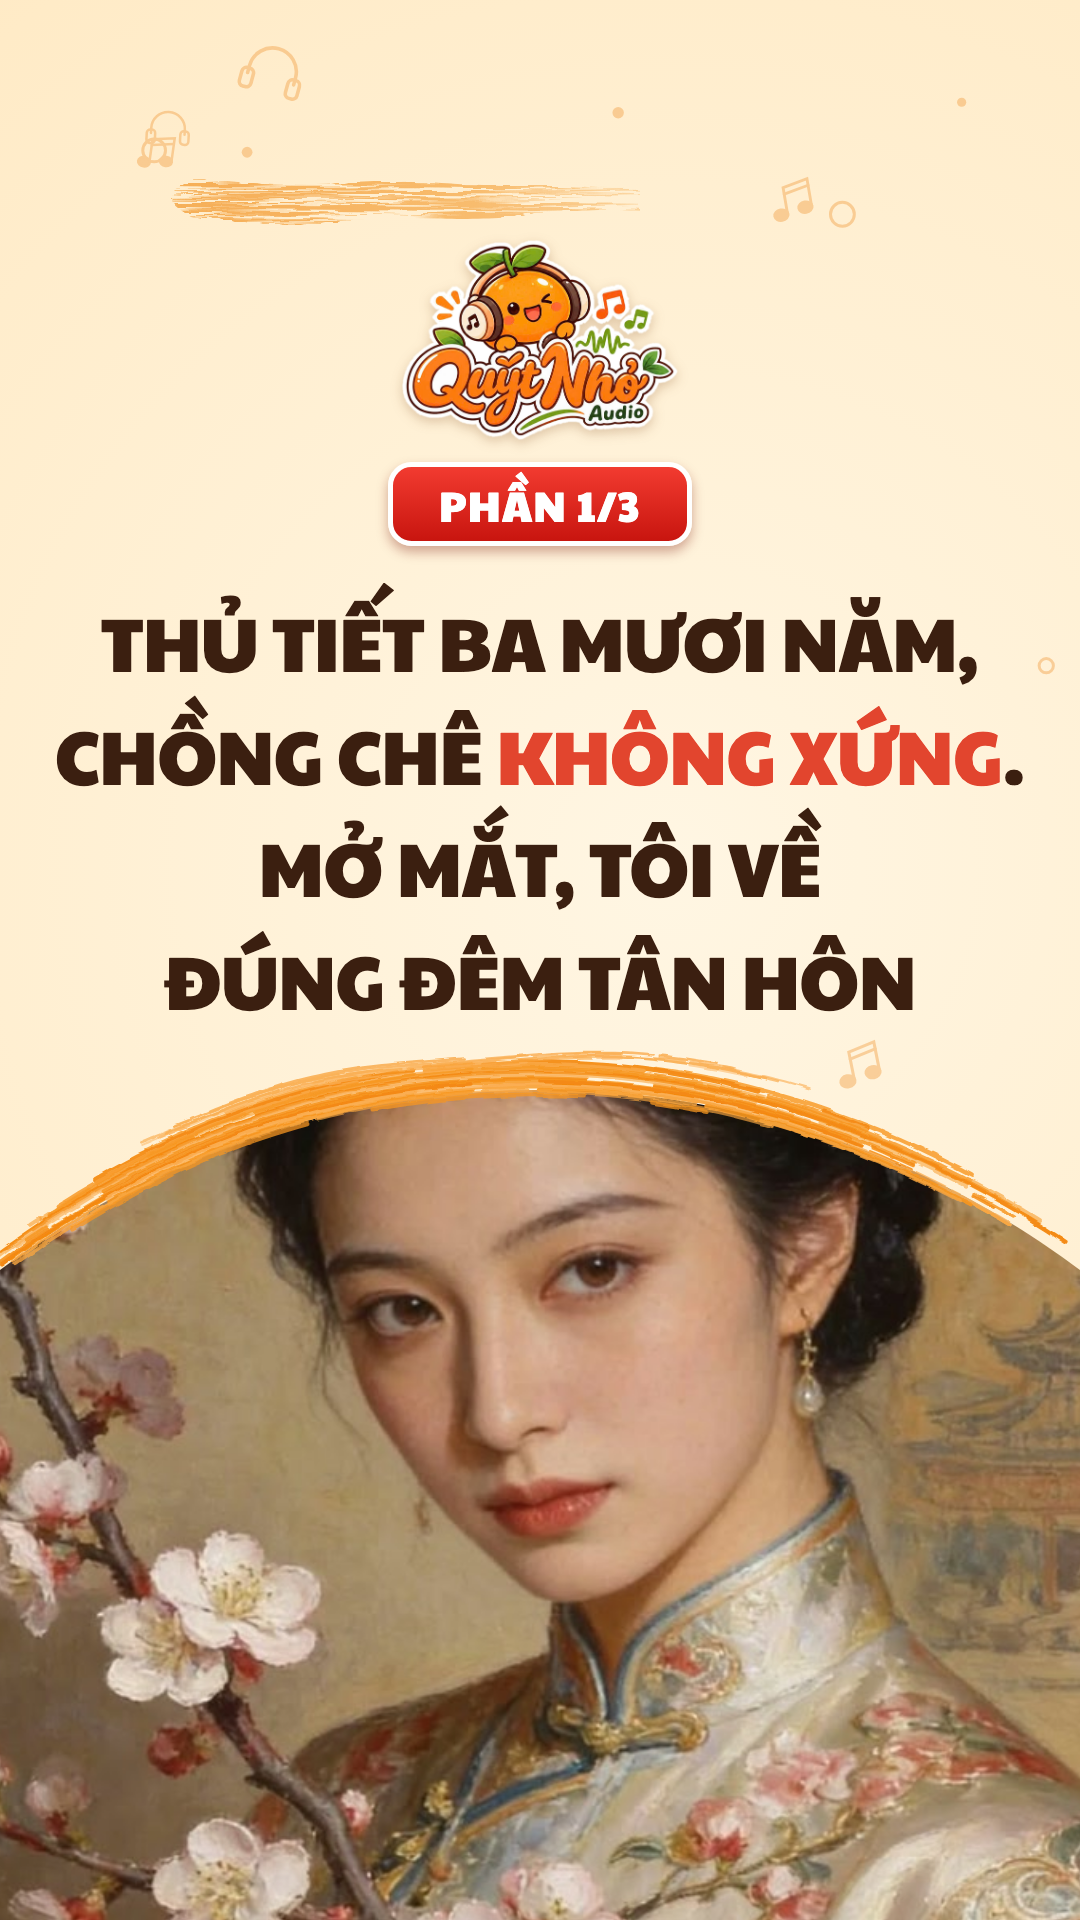 Quýt Nhỏ
Audio
PHẦN 1/3
THỦ TIẾT BA MƯƠI NĂM,
CHỒNG CHÊ KHÔNG XỨNG.
MỞ MẮT, TÔI VỀ
ĐÚNG ĐÊM TÂN HÔN